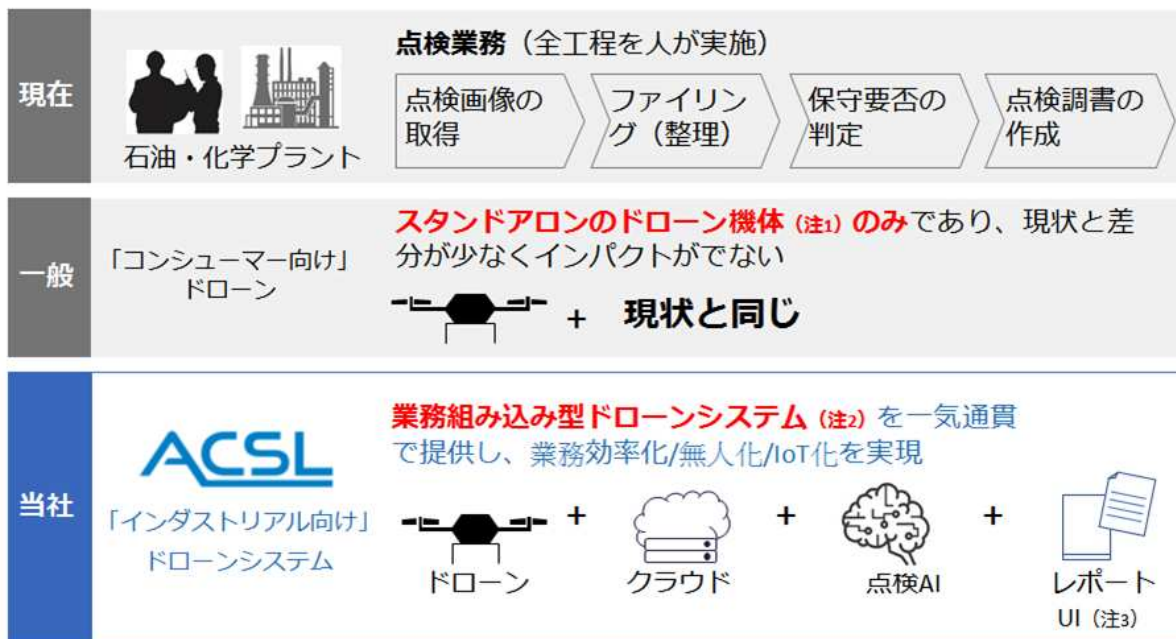 現在
石油・化学プラント
点検業務（全工程を人が実施）
点検画像の
取得
ファイリン
グ（整理）
保守要否の
判定
点検調書の
作成
一般
「コンシューマー向け」
ドローン
スタンドアロンのドローン機体（注1）のみであり、現状と差
分が少なくインパクトがでない
+ 現状と同じ
当社
ACSL
「インダストリアル向け」
ドローンシステム
業務組み込み型ドローンシステム（注2）を一気通貫
で提供し、業務効率化/無人化/IoT化を実現
+ + +
ドローン
クラウド
点検AI
レポート
UI（注3）